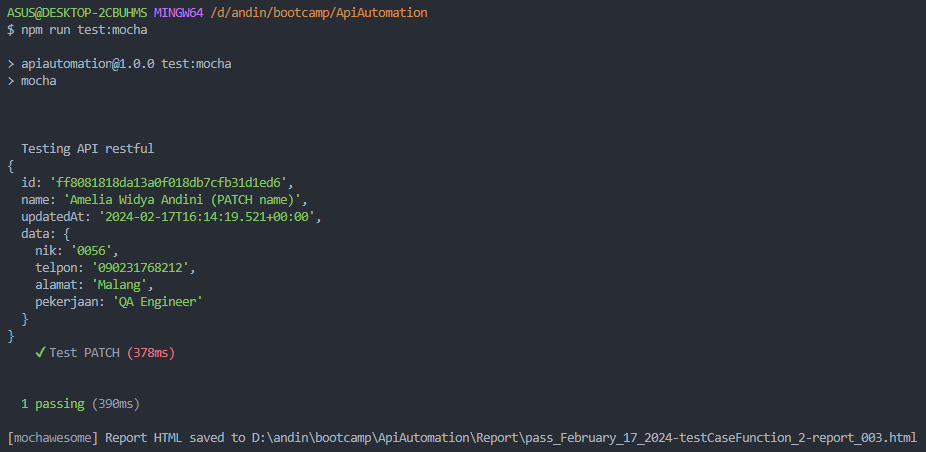 ASUS@DESKTOP-2CBUHMS MINGW64 /d/andin/bootcamp/ApiAutomation
$ npm run test:mocha
> apiautomation@1.0.0 test:mocha
> mocha
Testing API restful
{
id: 'ff8081818da13a0f018db7cfb31d1ed6',
name: 'Amelia Widya Andini (PATCH name)',
updatedAt: '2024-02-17T16:14:19.521+00:00',
data: {
nik: '0056',
telpon: '090231768212',
alamat: 'Malang',
pekerjaan: 'QA Engineer'
}
}
✔ Test PATCH (378ms)
1 passing (390ms)
[mochawesome] Report HTML saved to D:\andin\bootcamp\ApiAutomation\Report\pass_February_17_2024-testCaseFunction_2-report_003.html